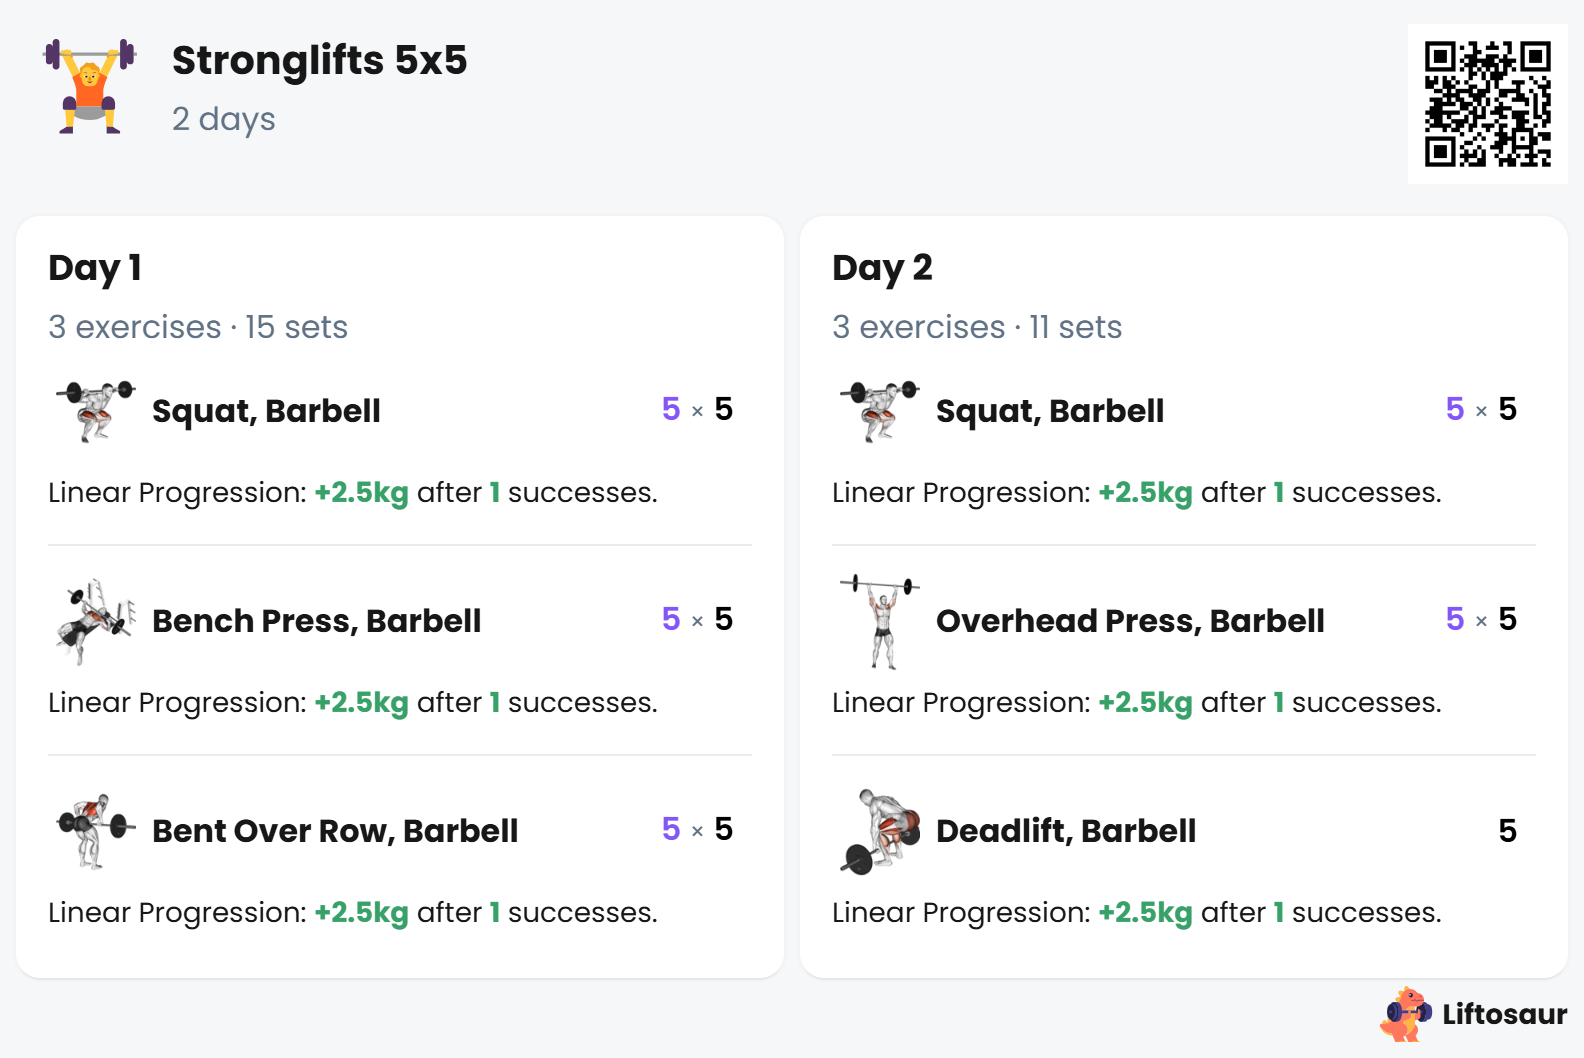 Stronglifts 5x5
2 days
Day 1
3 exercises · 15 sets
Squat, Barbell 5 × 5
Linear Progression: +2.5kg after 1 successes.
Bench Press, Barbell 5 × 5
Linear Progression: +2.5kg after 1 successes.
Bent Over Row, Barbell 5 × 5
Linear Progression: +2.5kg after 1 successes.
Day 2
3 exercises · 11 sets
Squat, Barbell 5 × 5
Linear Progression: +2.5kg after 1 successes.
Overhead Press, Barbell 5 × 5
Linear Progression: +2.5kg after 1 successes.
Deadlift, Barbell 5
Linear Progression: +2.5kg after 1 successes.
Liftosaur